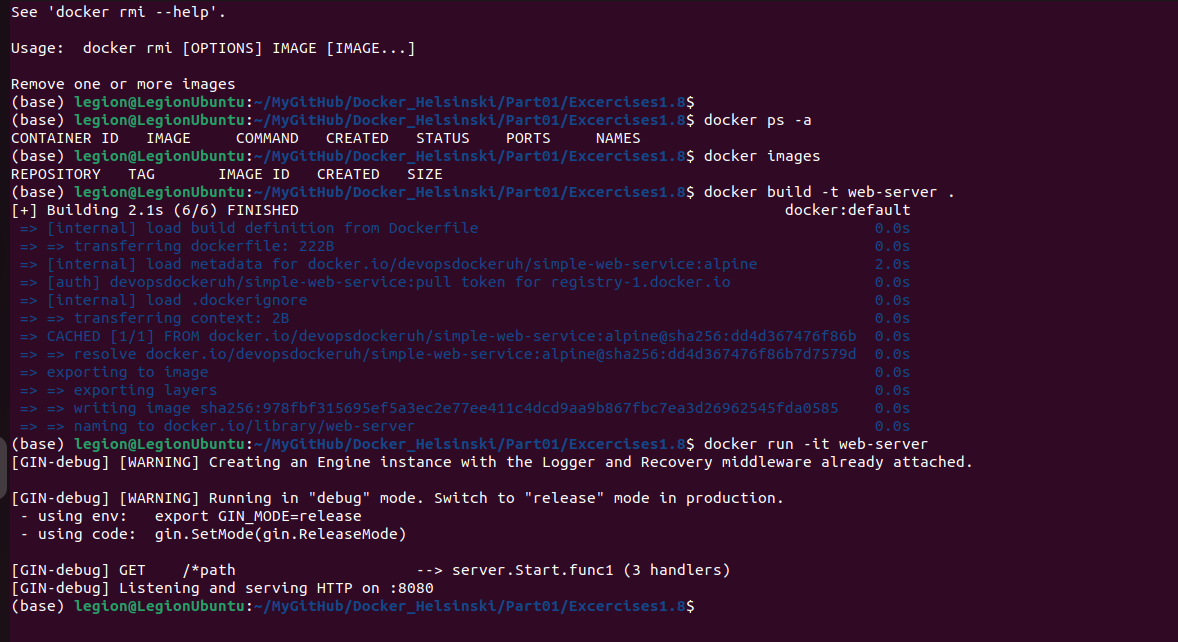 See 'docker rmi --help'.
Usage:  docker rmi [OPTIONS] IMAGE [IMAGE...]
Remove one or more images
(base) legion@LegionUbuntu:~/MyGitHub/Docker_Helsinski/Part01/Excercises1.8$
(base) legion@LegionUbuntu:~/MyGitHub/Docker_Helsinski/Part01/Excercises1.8$ docker ps -a
CONTAINER ID   IMAGE     COMMAND   CREATED   STATUS    PORTS     NAMES
(base) legion@LegionUbuntu:~/MyGitHub/Docker_Helsinski/Part01/Excercises1.8$ docker images
REPOSITORY   TAG       IMAGE ID   CREATED   SIZE
(base) legion@LegionUbuntu:~/MyGitHub/Docker_Helsinski/Part01/Excercises1.8$ docker build -t web-server .
[+] Building 2.1s (6/6) FINISHED                                                      docker:default
 => [internal] load build definition from Dockerfile                                            0.0s
 => => transferring dockerfile: 222B                                                            0.0s
 => [internal] load metadata for docker.io/devopsdockeruh/simple-web-service:alpine             2.0s
 => [auth] devopsdockeruh/simple-web-service:pull token for registry-1.docker.io                0.0s
 => [internal] load .dockerignore                                                               0.0s
 => => transferring context: 2B                                                                 0.0s
 => CACHED [1/1] FROM docker.io/devopsdockeruh/simple-web-service:alpine@sha256:dd4d367476f86b  0.0s
 => => resolve docker.io/devopsdockeruh/simple-web-service:alpine@sha256:dd4d367476f86b7d7579d  0.0s
 => exporting to image                                                                          0.0s
 => => exporting layers                                                                         0.0s
 => => writing image sha256:978fbf315695ef5a3ec2e77ee411c4dcd9aa9b867fbc7ea3d26962545fda0585    0.0s
 => => naming to docker.io/library/web-server                                                   0.0s
(base) legion@LegionUbuntu:~/MyGitHub/Docker_Helsinski/Part01/Excercises1.8$ docker run -it web-server
[GIN-debug] [WARNING] Creating an Engine instance with the Logger and Recovery middleware already attached.
[GIN-debug] [WARNING] Running in "debug" mode. Switch to "release" mode in production.
 - using env:   export GIN_MODE=release
 - using code:  gin.SetMode(gin.ReleaseMode)
[GIN-debug] GET    /*path                    --> server.Start.func1 (3 handlers)
[GIN-debug] Listening and serving HTTP on :8080
(base) legion@LegionUbuntu:~/MyGitHub/Docker_Helsinski/Part01/Excercises1.8$